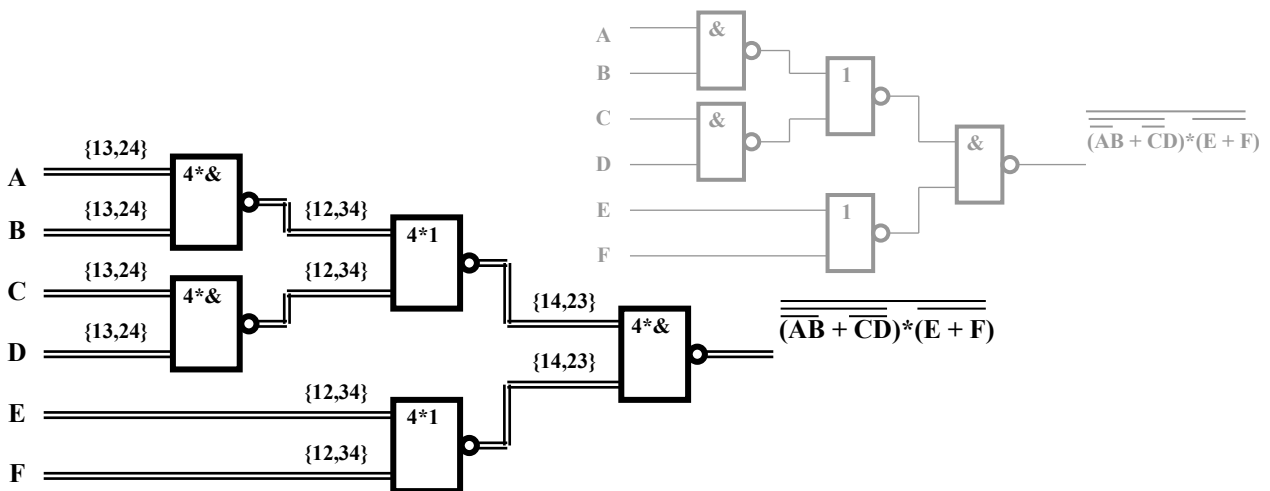 A
&
B
1
C
&
&
(AB + CD)*(E + F)
D
E
1
F
{13,24}
4*&
A
{13,24}
B
{12,34}
4*1
{13,24}
{12,34}
C
4*&
{14,23}
{13,24}
4*&
(AB + CD)*(E + F)
D
{14,23}
{12,34}
E
4*1
{12,34}
F